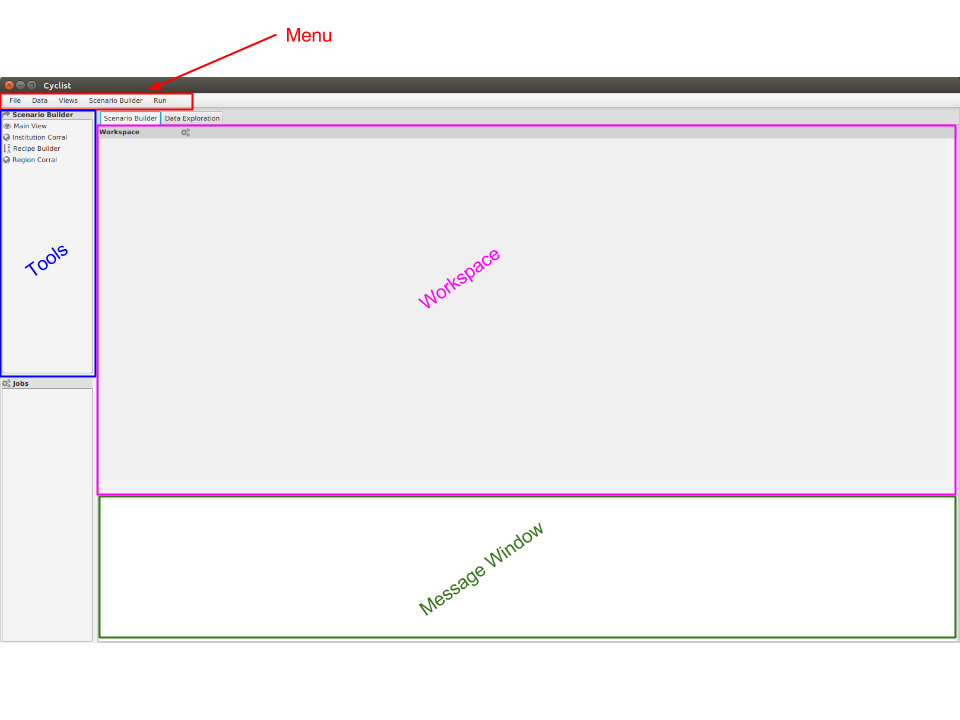 Menu
Cyclist
File Data Views Scenario Builder Run
Scenario Builder
Main View
Institution Corral
Recipe Builder
Region Corral
Tools
Jobs
Scenario Builder Data Exploration
Workspace
Workspace
Message Window